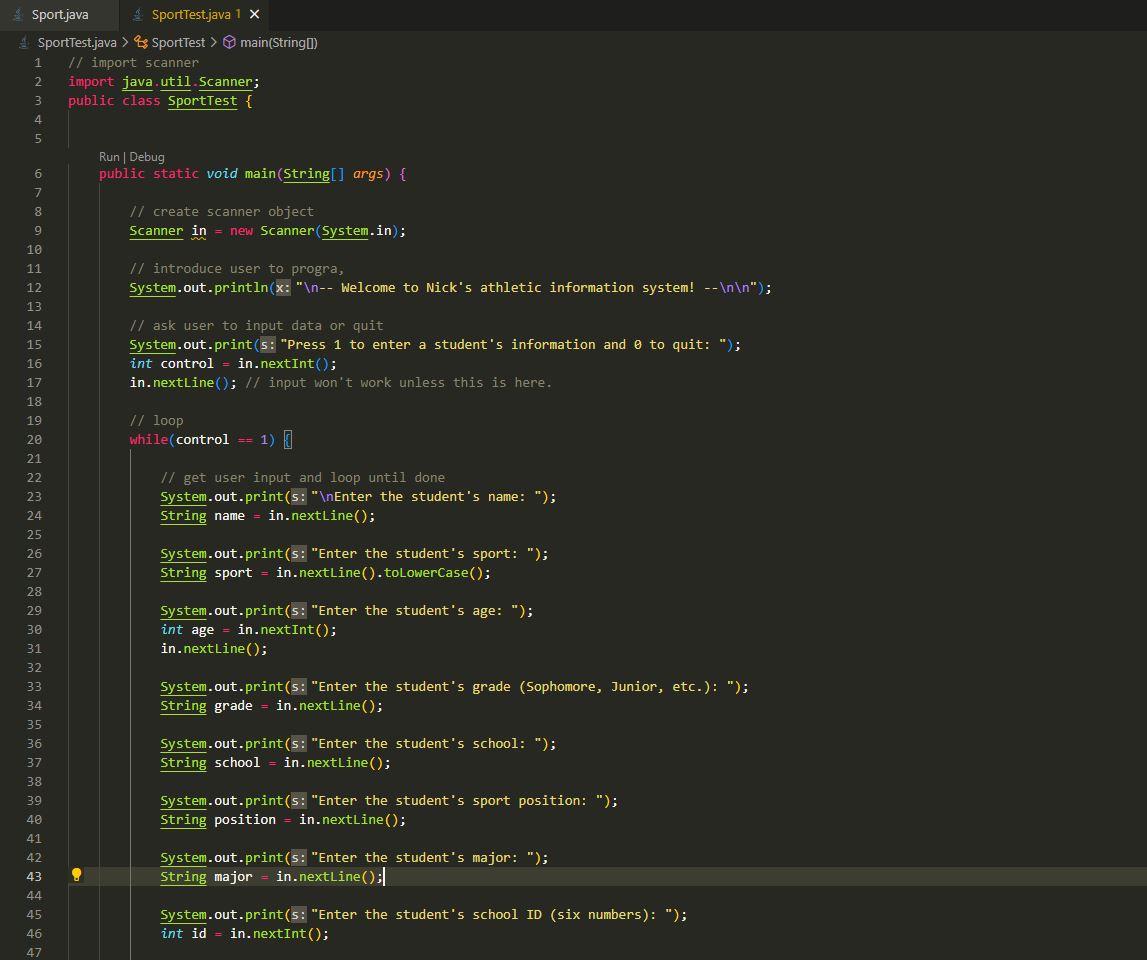 Sport.java SportTest.java 1
SportTest.java > SportTest > main(String[])
1 // import scanner
2 import java.util.Scanner;
3 public class SportTest {
4
5
Run | Debug
6 public static void main(String[] args) {
7
8 // create scanner object
9 Scanner in = new Scanner(System.in);
10
11 // introduce user to progra,
12 System.out.println(x: "\n-- Welcome to Nick's athletic information system! --\n\n");
13
14 // ask user to input data or quit
15 System.out.print(s: "Press 1 to enter a student's information and 0 to quit: ");
16 int control = in.nextInt();
17 in.nextLine(); // input won't work unless this is here.
18
19 // loop
20 while(control == 1) {
21
22 // get user input and loop until done
23 System.out.print(s: "\nEnter the student's name: ");
24 String name = in.nextLine();
25
26 System.out.print(s: "Enter the student's sport: ");
27 String sport = in.nextLine().toLowerCase();
28
29 System.out.print(s: "Enter the student's age: ");
30 int age = in.nextInt();
31 in.nextLine();
32
33 System.out.print(s: "Enter the student's grade (Sophomore, Junior, etc.): ");
34 String grade = in.nextLine();
35
36 System.out.print(s: "Enter the student's school: ");
37 String school = in.nextLine();
38
39 System.out.print(s: "Enter the student's sport position: ");
40 String position = in.nextLine();
41
42 System.out.print(s: "Enter the student's major: ");
43 String major = in.nextLine();
44
45 System.out.print(s: "Enter the student's school ID (six numbers): ");
46 int id = in.nextInt();
47